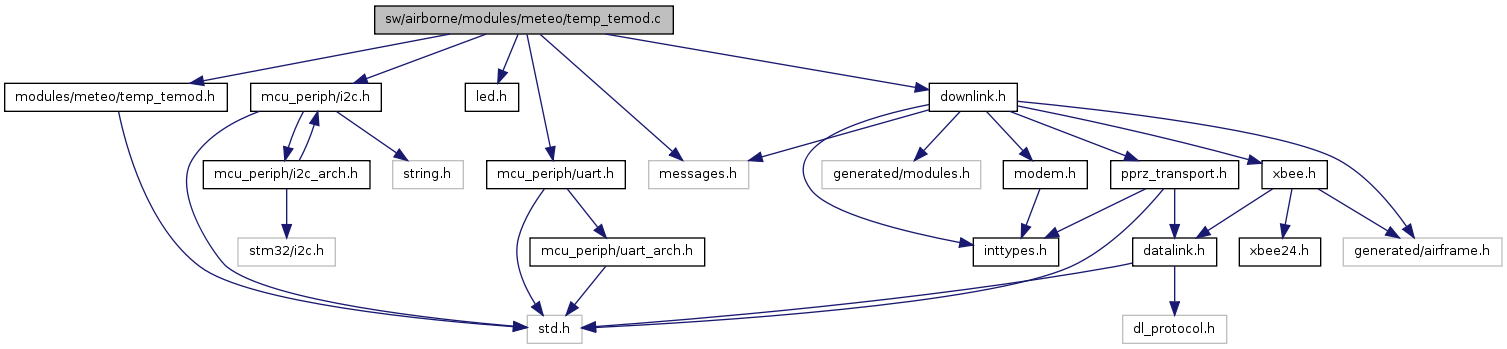 sw/airborne/modules/meteo/temp_temod.c
modules/meteo/temp_temod.h
mcu_periph/i2c.h
led.h
downlink.h
mcu_periph/i2c_arch.h
string.h
mcu_periph/uart.h
messages.h
generated/modules.h
modem.h
pprz_transport.h
xbee.h
stm32/i2c.h
mcu_periph/uart_arch.h
inttypes.h
datalink.h
xbee24.h
generated/airframe.h
std.h
dl_protocol.h